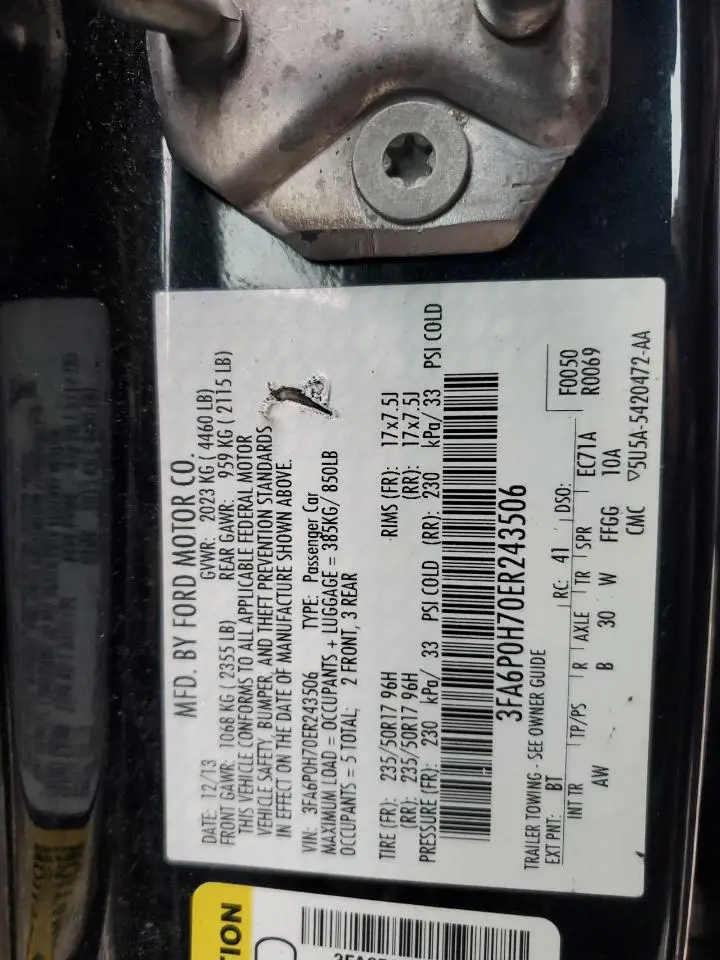 MFD. BY FORD MOTOR CO.
DATE: 12/13 GVWR: 2023 KG / 4460 LB)
FRONT GAWR: 1068 KG ( 2355 LB) REAR GAWR: 959 KG ( 2115 LB)
THIS VEHICLE CONFORMS TO ALL APPLICABLE FEDERAL MOTOR
VEHICLE SAFETY, BUMPER, AND THEFT PREVENTION STANDARDS
IN EFFECT ON THE DATE OF MANUFACTURE SHOWN ABOVE.
VIN: 3FA6P0H70ER243506 TYPE: Passenger Car
MAXIMUM LOAD = OCCUPANTS + LUGGAGE = 385KG/ 850LB
OCCUPANTS = 5 TOTAL; 2 FRONT, 3 REAR
TIRE (FR): 235/50R17 96H RIMS (FR): 17x7.5J
(RR): 235/50R17 96H (RR): 17x7.5J
PRESSURE (FR): 230 kPa/ 33 PSI COLD (RR): 230 kPa/ 33 PSI COLD
3FA6P0H70ER243506
TRAILER TOWING - SEE OWNER GUIDE
EXT PNT: BT RC: 41 DSO: F0050
R0069
INT TR TP/PS R AXLE TR SPR EC71A
AW B 30 W FFGG 10A
CMC ▽5U5A-5420472-AA